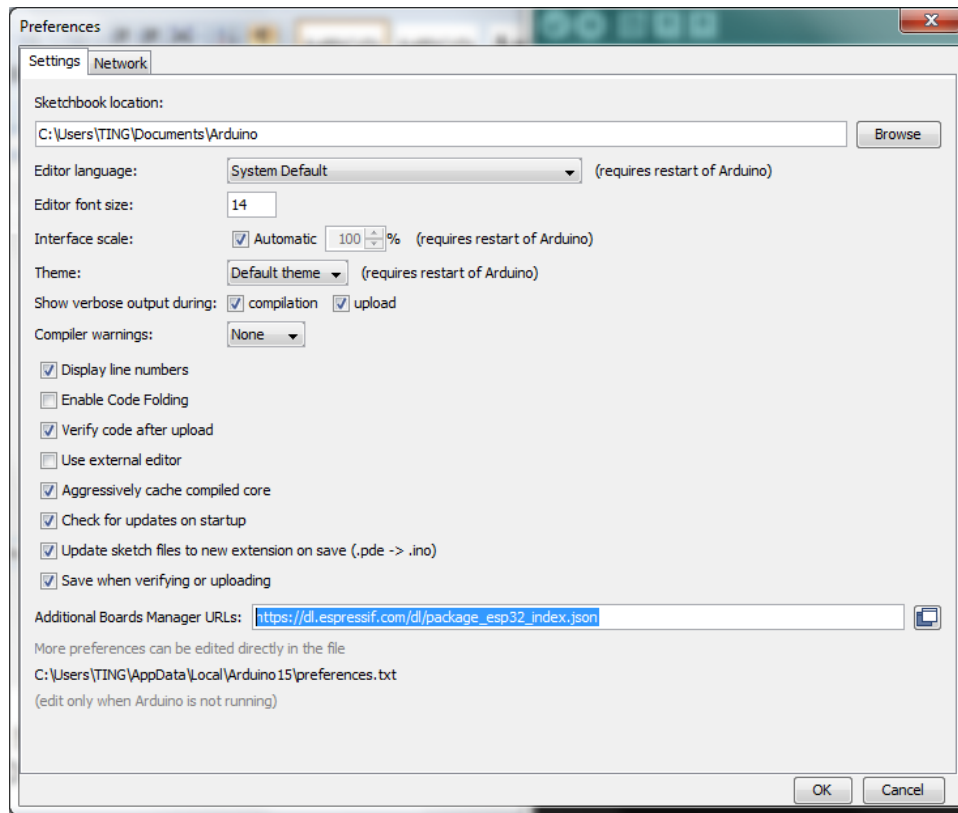 Preferences
Settings Network
Sketchbook location:
C:\Users\TING\Documents\Arduino Browse
Editor language: System Default (requires restart of Arduino)
Editor font size: 14
Interface scale: Automatic 100 % (requires restart of Arduino)
Theme: Default theme (requires restart of Arduino)
Show verbose output during: compilation upload
Compiler warnings: None
Display line numbers
Enable Code Folding
Verify code after upload
Use external editor
Aggressively cache compiled core
Check for updates on startup
Update sketch files to new extension on save (.pde -> .ino)
Save when verifying or uploading
Additional Boards Manager URLs: https://dl.espressif.com/dl/package_esp32_index.json
More preferences can be edited directly in the file
C:\Users\TING\AppData\Local\Arduino15\preferences.txt
(edit only when Arduino is not running)
OK Cancel